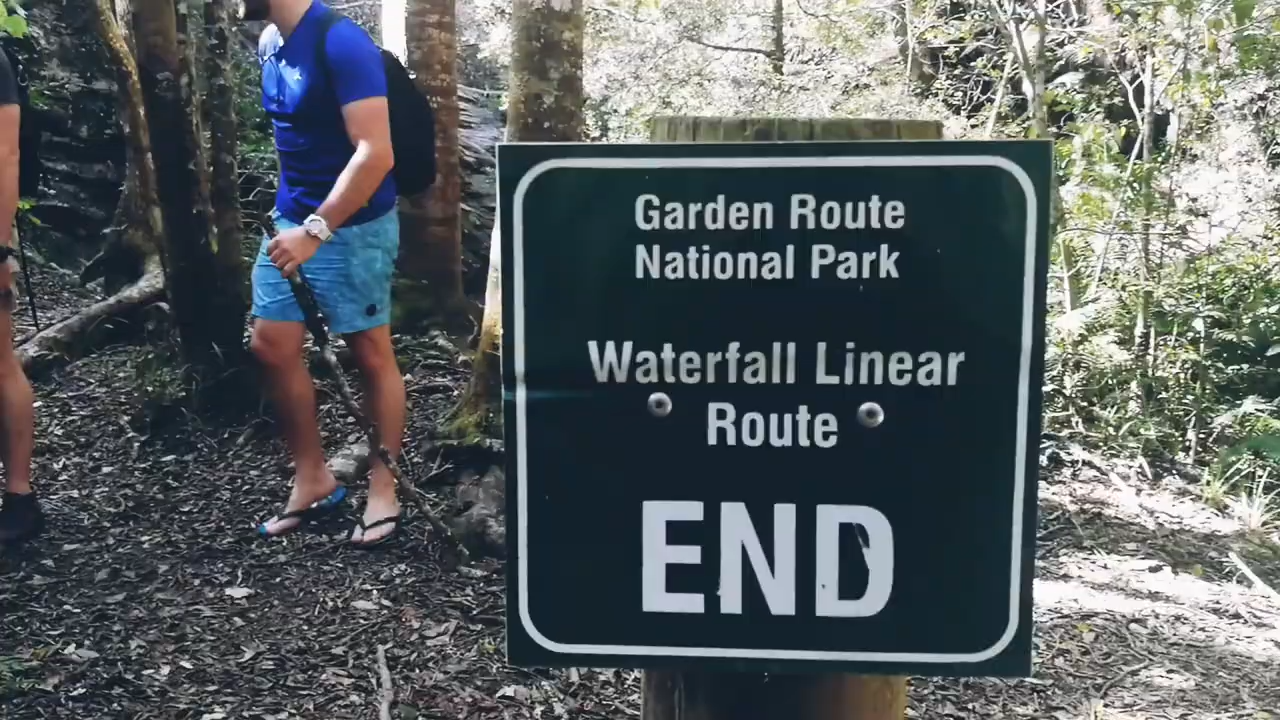 Garden Route
National Park
Waterfall Linear
Route
END